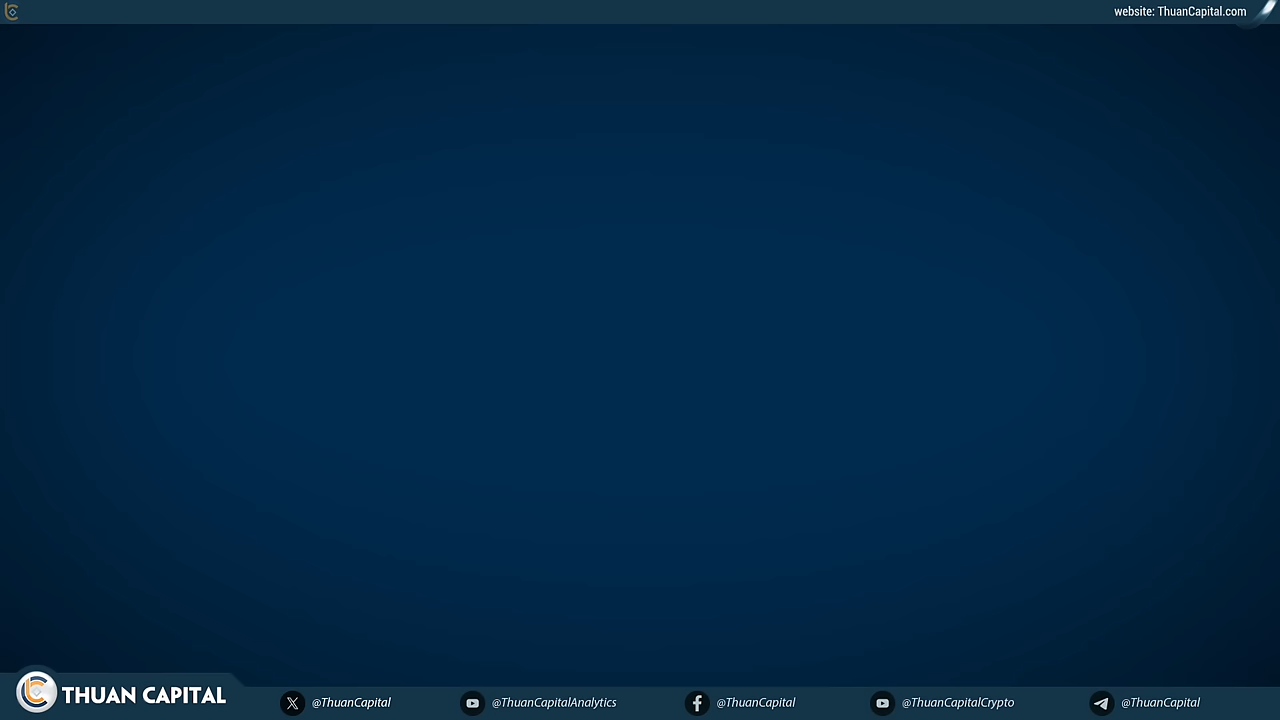 website: ThuanCapital.com
THUAN CAPITAL
@ThuanCapital
@ThuanCapitalAnalytics
@ThuanCapital
@ThuanCapitalCrypto
@ThuanCapital